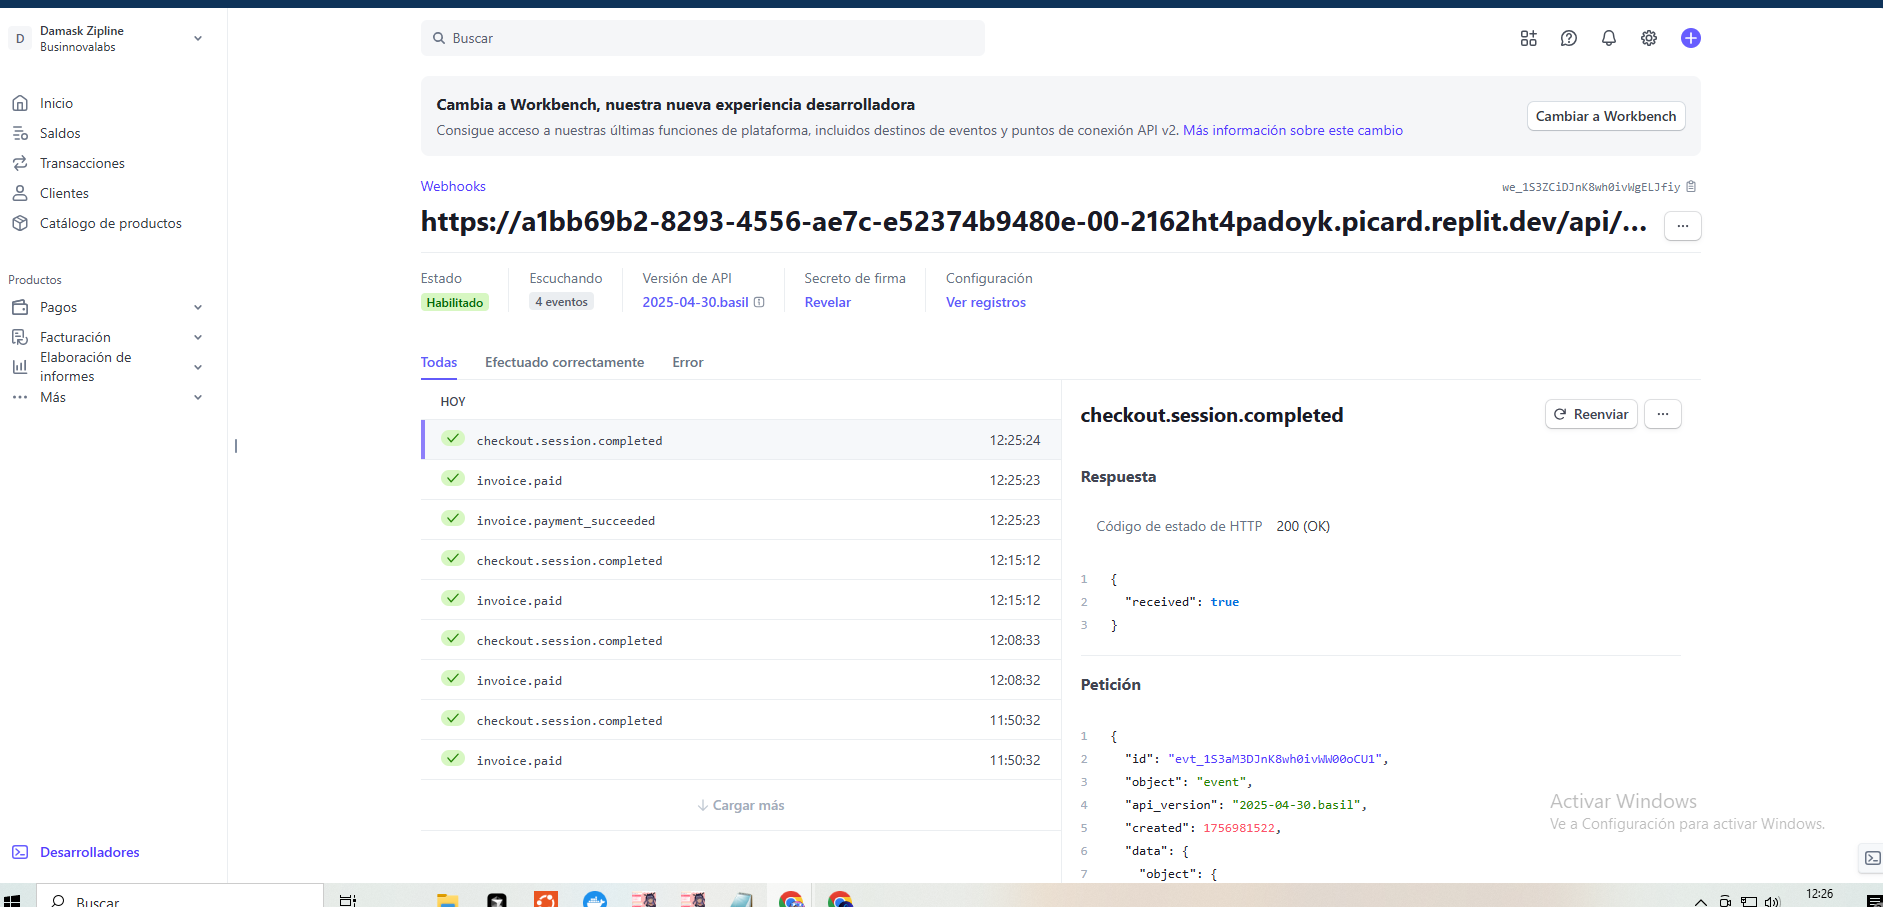 D
Damask Zipline
Businnovalabs
Inicio
Saldos
Transacciones
Clientes
Catálogo de productos
Productos
Pagos
Facturación
Elaboración de
informes
Más
Desarrolladores
Buscar
Cambia a Workbench, nuestra nueva experiencia desarrolladora
Consigue acceso a nuestras últimas funciones de plataforma, incluidos destinos de eventos y puntos de conexión API v2. Más información sobre este cambio
Cambiar a Workbench
Webhooks
we_1S3ZCiDJnK8wh0ivWgELJfiy
https://a1bb69b2-8293-4556-ae7c-e52374b9480e-00-2162ht4padoyk.picard.replit.dev/api/...
Estado
Habilitado
Escuchando
4 eventos
Versión de API
2025-04-30.basil
Secreto de firma
Revelar
Configuración
Ver registros
Todas Efectuado correctamente Error
HOY
checkout.session.completed 12:25:24
invoice.paid 12:25:23
invoice.payment_succeeded 12:25:23
checkout.session.completed 12:15:12
invoice.paid 12:15:12
checkout.session.completed 12:08:33
invoice.paid 12:08:32
checkout.session.completed 11:50:32
invoice.paid 11:50:32
Cargar más
checkout.session.completed
Reenviar
Respuesta
Código de estado de HTTP 200 (OK)
1 {
2 "received": true
3 }
Petición
1 {
2 "id": "evt_1S3aM3DJnK8wh0ivWW00oCU1",
3 "object": "event",
4 "api_version": "2025-04-30.basil",
5 "created": 1756981522,
6 "data": {
7 "object": {
Activar Windows
Ve a Configuración para activar Windows.
Buscar
12:26